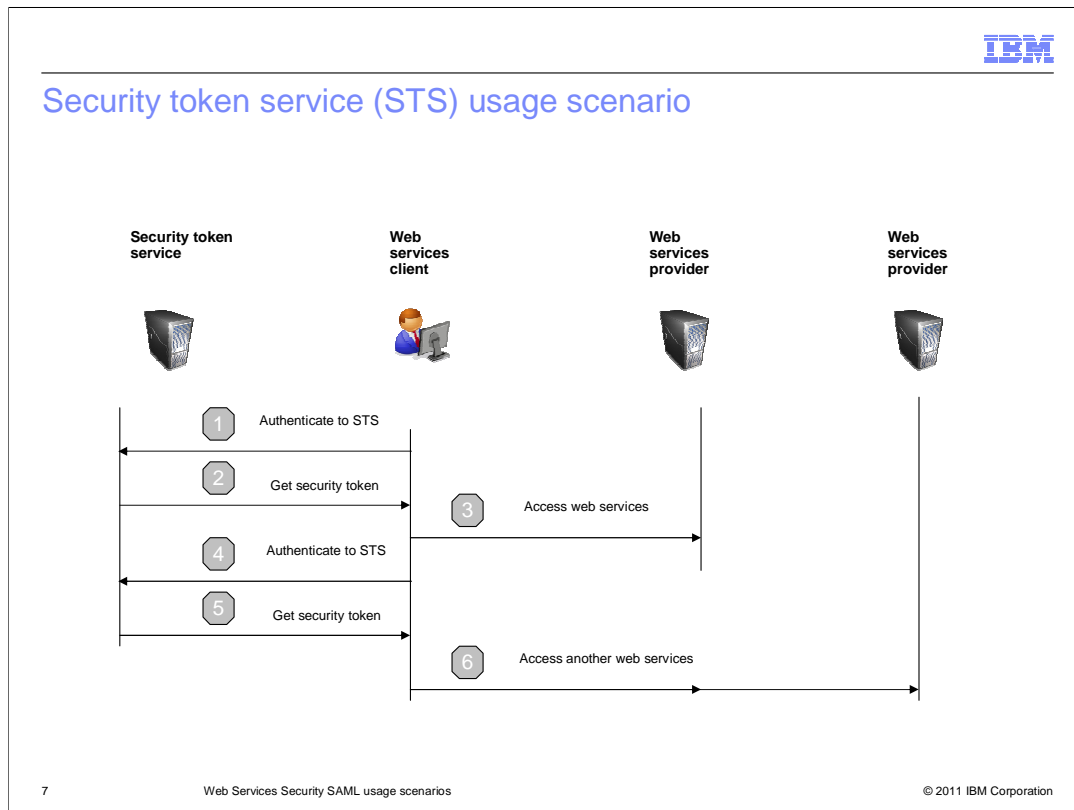 IBM
Security token service (STS) usage scenario
Security token
service
Web
services
client
Web
services
provider
Web
services
provider
1
Authenticate to STS
2
Get security token
3
Access web services
4
Authenticate to STS
5
Get security token
6
Access another web services
7
Web Services Security SAML usage scenarios
© 2011 IBM Corporation